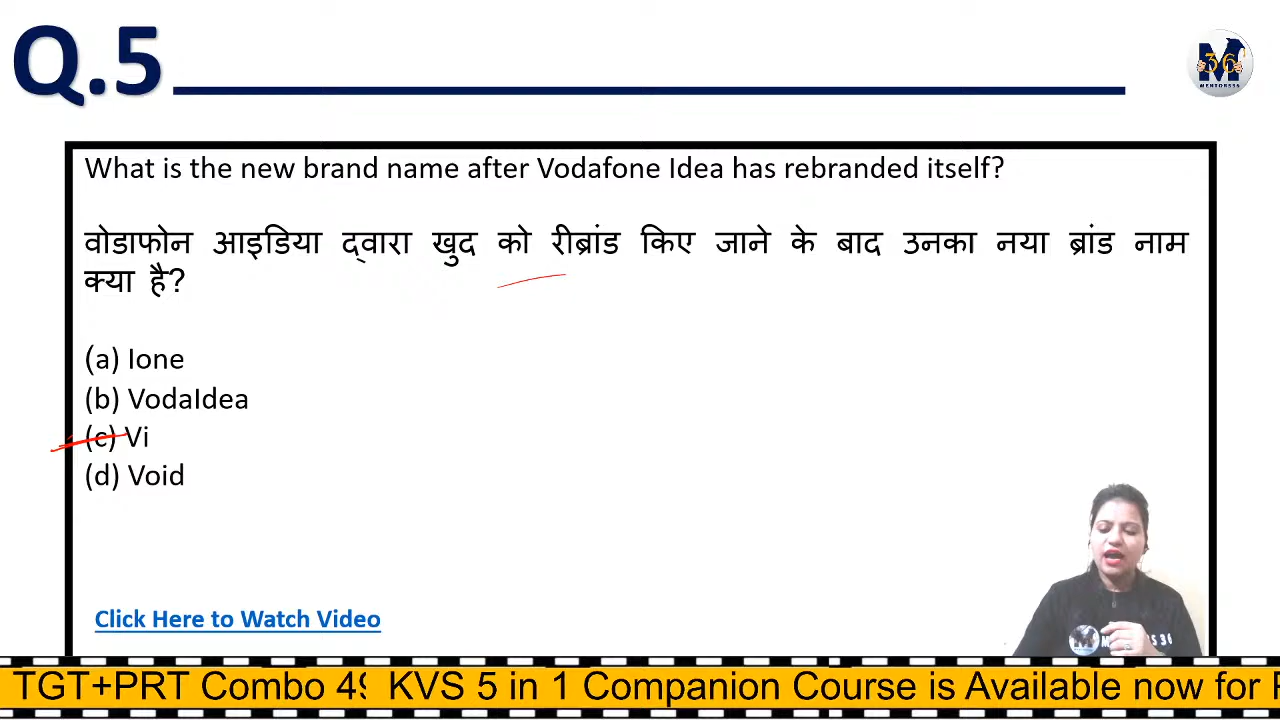 Q.5
M
36
MENTORS36
What is the new brand name after Vodafone Idea has rebranded itself?
वोडाफोन आइडिया द्वारा खुद को रीब्रांड किए जाने के बाद उनका नया ब्रांड नाम
क्या है?
(a) Ione
(b) VodaIdea
(c) Vi
(d) Void
Click Here to Watch Video
TGT+PRT Combo KVS 5 in 1 Companion Course is Available now for